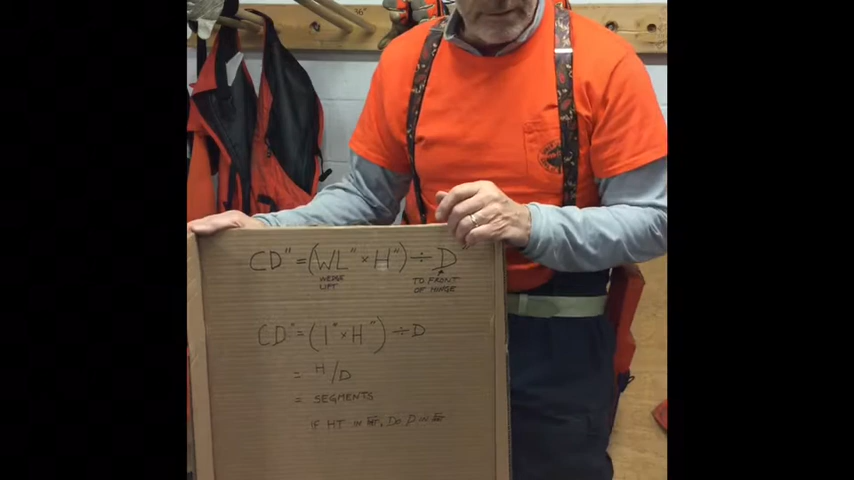 CD" = (WL" × H") ÷ D"
WEDGE LIFT
TO FRONT OF HINGE
CD" = (1" × H") ÷ D
= H/D
= SEGMENTS
IF HT IN
, DO
IN